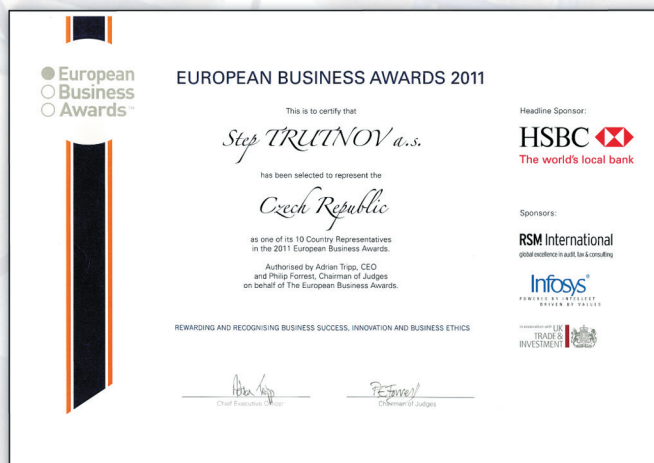 European
Business
Awards™
EUROPEAN BUSINESS AWARDS 2011
This is to certify that
Step TRUTNOV a.s.
has been selected to represent the
Czech Republic
as one of its 10 Country Representatives
in the 2011 European Business Awards.
Authorised by Adrian Tripp, CEO
and Philip Forrest, Chairman of Judges
on behalf of The European Business Awards.
REWARDING AND RECOGNISING BUSINESS SUCCESS, INNOVATION AND BUSINESS ETHICS
Chief Executive Officer
Chairman of Judges
Headline Sponsor:
HSBC
The world's local bank
Sponsors:
RSM International
global excellence in audit, tax & consulting
Infosys®
POWERED BY INTELLECT
DRIVEN BY VALUES
in association with UK
TRADE &
INVESTMENT